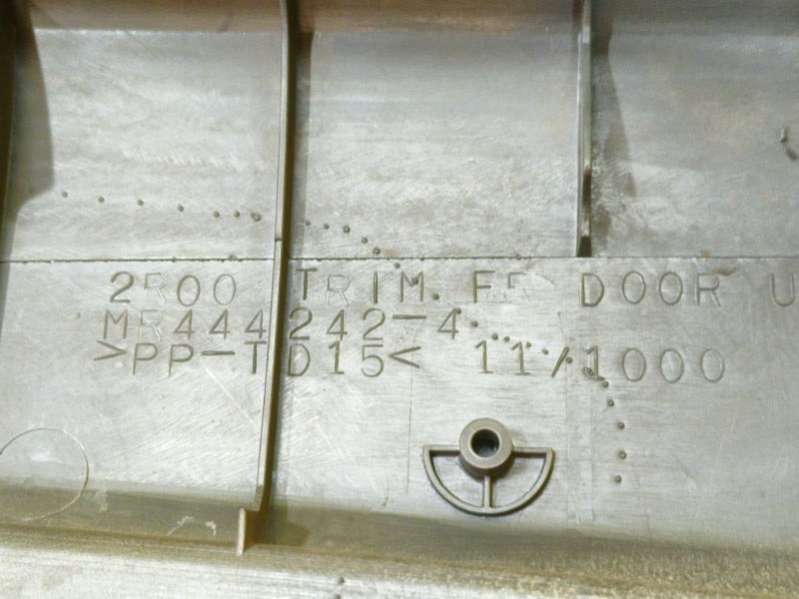 2R00 TRIM. FR DOOR U
MR444242-4
>PP-TD15< 11/1000